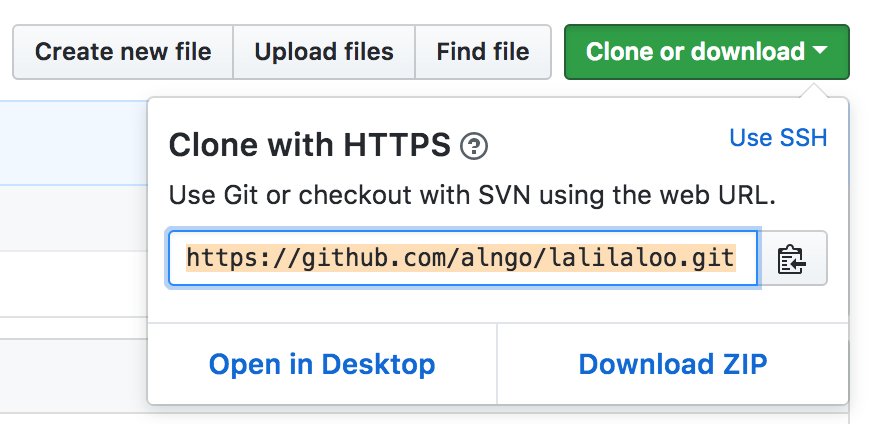 Create new file Upload files Find file Clone or download
Clone with HTTPS ? Use SSH
Use Git or checkout with SVN using the web URL.
https://github.com/alngo/lalilaloo.git
Open in Desktop Download ZIP